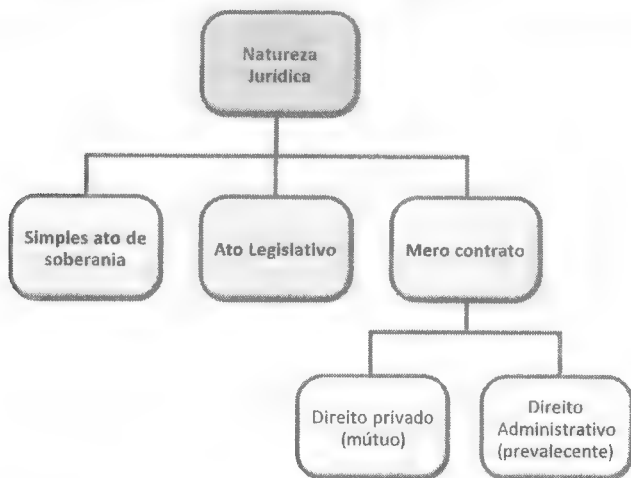 Natureza
Jurídica
Simples ato de
soberania
Ato Legislativo
Mero contrato
Direito privado
(mútuo)
Direito
Administrativo
(prevalecente)